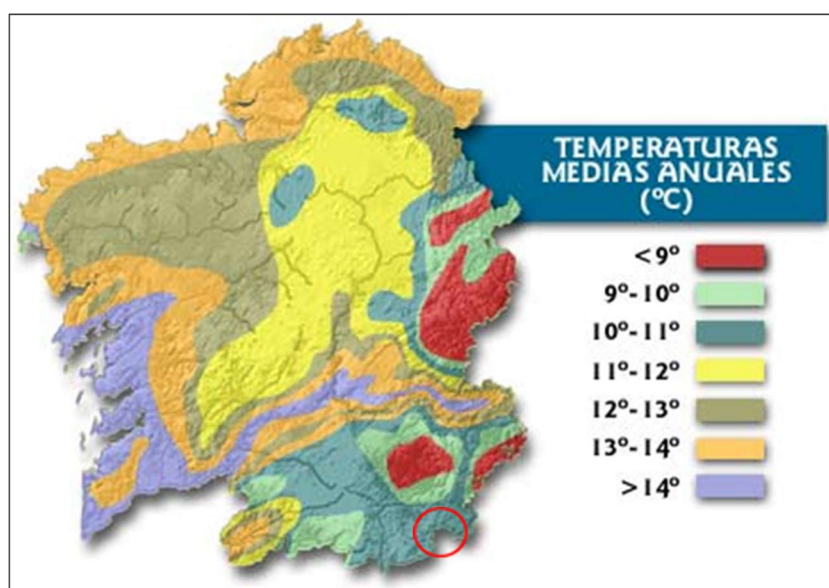 TEMPERATURAS
MEDIAS ANUALES
(ºC)
<9º
9º-10º
10º-11º
11º-12º
12º-13º
13º-14º
>14º